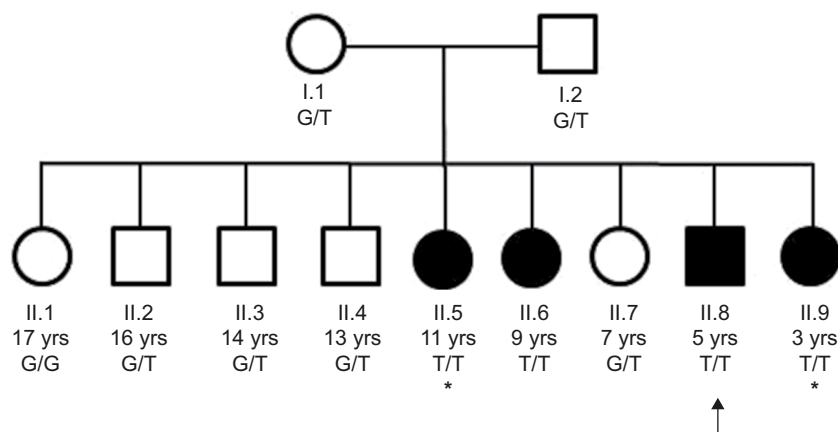 I.1 I.2
G/T G/T
II.1 II.2 II.3 II.4 II.5 II.6 II.7 II.8 II.9
17 yrs 16 yrs 14 yrs 13 yrs 11 yrs 9 yrs 7 yrs 5 yrs 3 yrs
G/G G/T G/T G/T T/T T/T G/T T/T T/T
* *